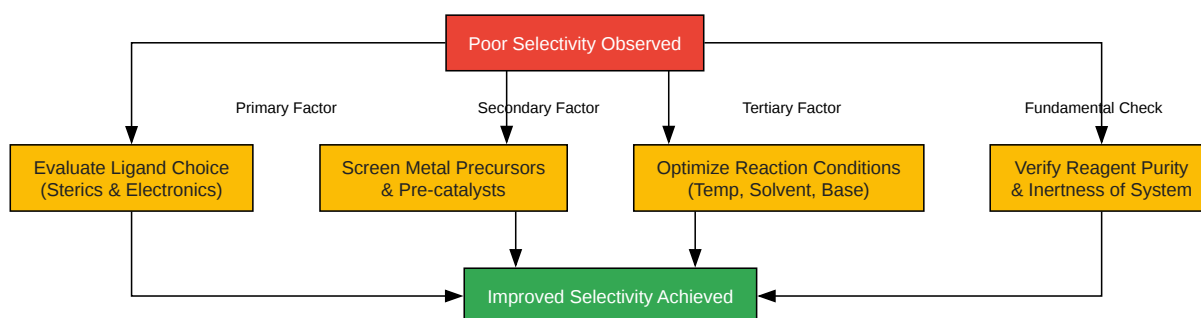 Poor Selectivity Observed
Primary Factor
Secondary Factor
Tertiary Factor
Fundamental Check
Evaluate Ligand Choice
(Sterics & Electronics)
Screen Metal Precursors
& Pre-catalysts
Optimize Reaction Conditions
(Temp, Solvent, Base)
Verify Reagent Purity
& Inertness of System
Improved Selectivity Achieved